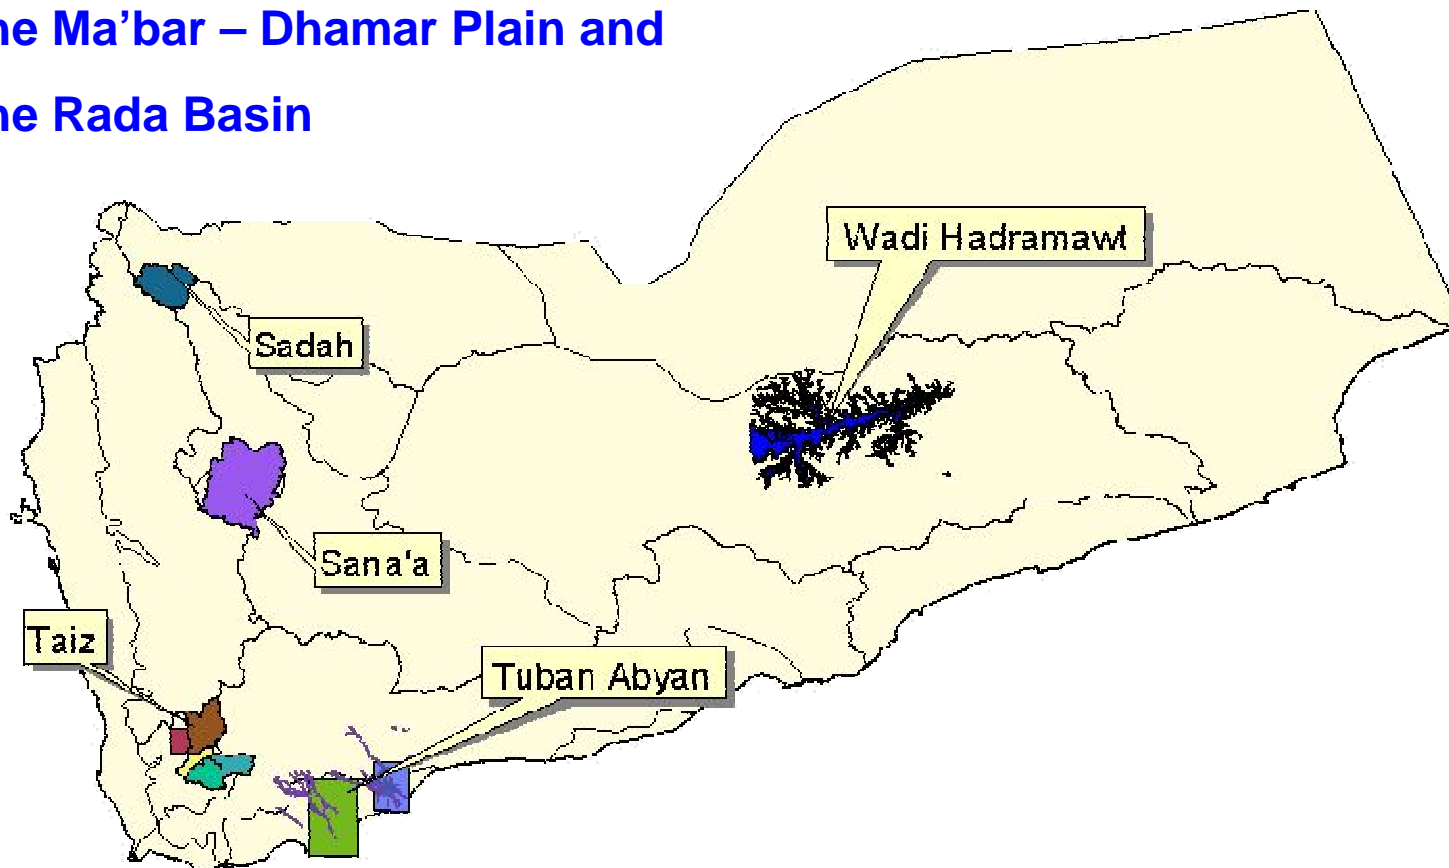 he Ma’bar – Dhamar Plain and
he Rada Basin
Wadi Hadramawt
Sadah
Sana'a
Taiz
Tuban Abyan